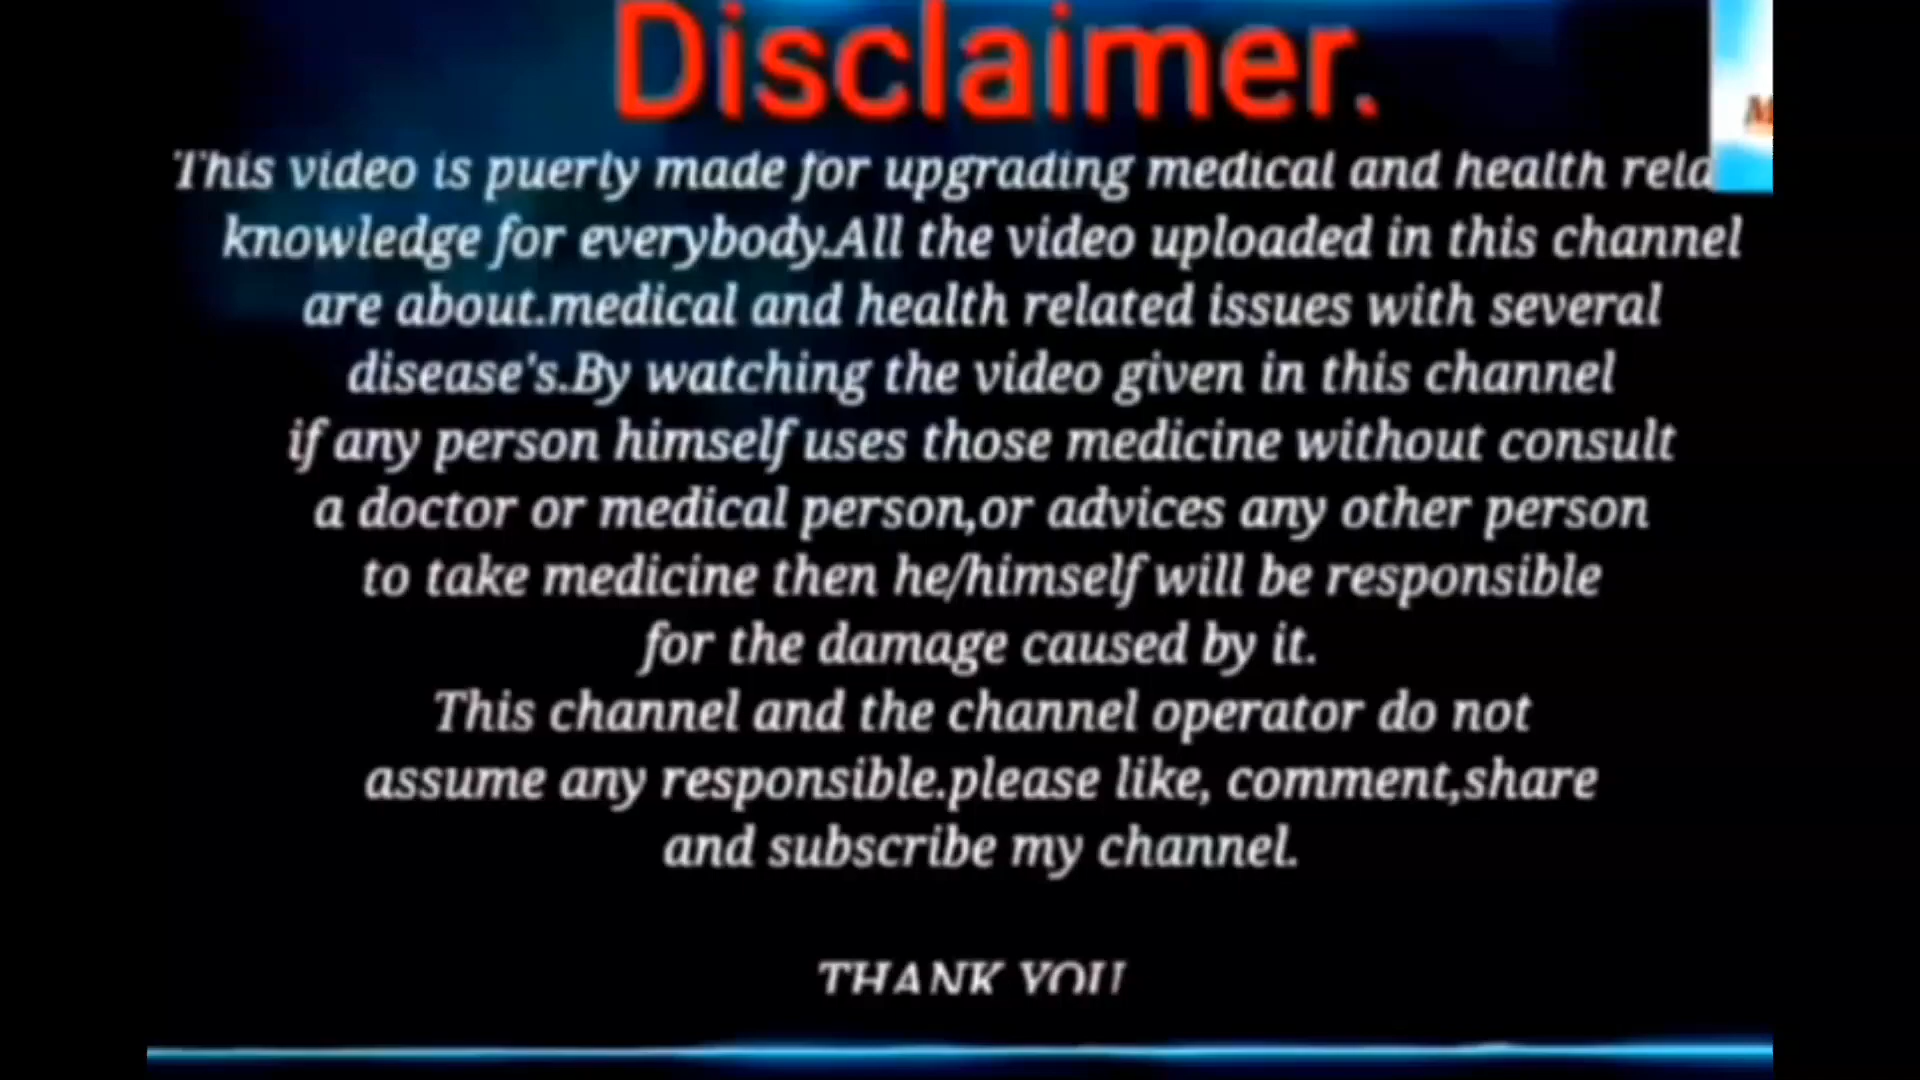 Disclaimer.
This video is puerly made for upgrading medical and health
knowledge for everybody.All the video uploaded in this channel
are about.medical and health related issues with several
disease's.By watching the video given in this channel
if any person himself uses those medicine without consult
a doctor or medical person,or advices any other person
to take medicine then he/himself will be responsible
for the damage caused by it.
This channel and the channel operator do not
assume any responsible.please like, comment,share
and subscribe my channel.
THANK YOU